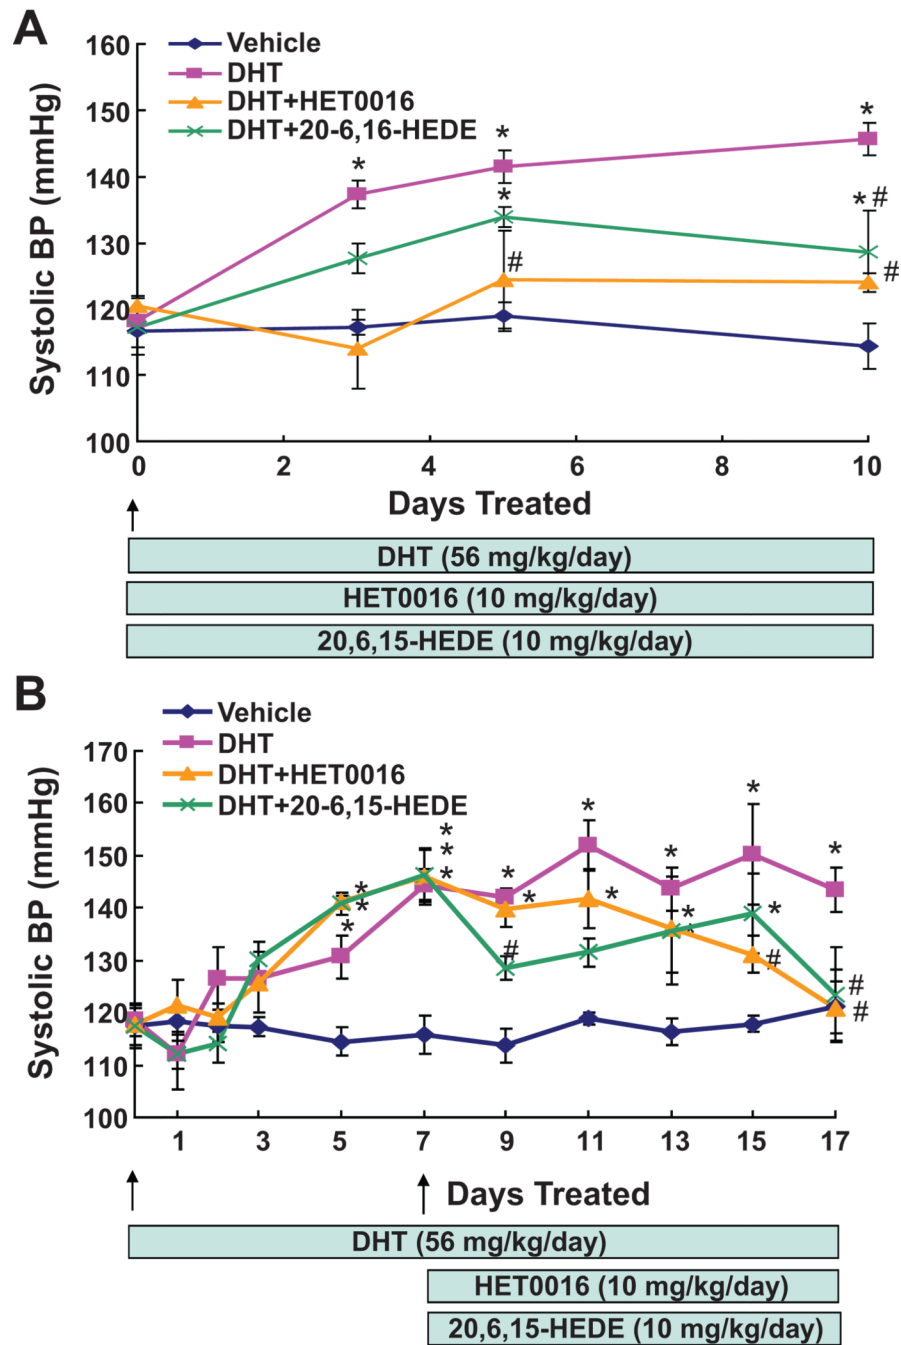 A
Systolic BP (mmHg)
160
150
140
130
120
110
100
Vehicle
DHT
DHT+HET0016
DHT+20-6,16-HEDE
*
*
*
*
*#
#
#
0 2 4 6 8 10
Days Treated
DHT (56 mg/kg/day)
HET0016 (10 mg/kg/day)
20,6,15-HEDE (10 mg/kg/day)
B
Systolic BP (mmHg)
170
160
150
140
130
120
110
100
Vehicle
DHT
DHT+HET0016
DHT+20-6,15-HEDE
*
*
*
*
*
*
*
*
#
*
*
*
*
*
*
*
#
*
#
#
1 3 5 7 9 11 13 15 17
Days Treated
DHT (56 mg/kg/day)
HET0016 (10 mg/kg/day)
20,6,15-HEDE (10 mg/kg/day)